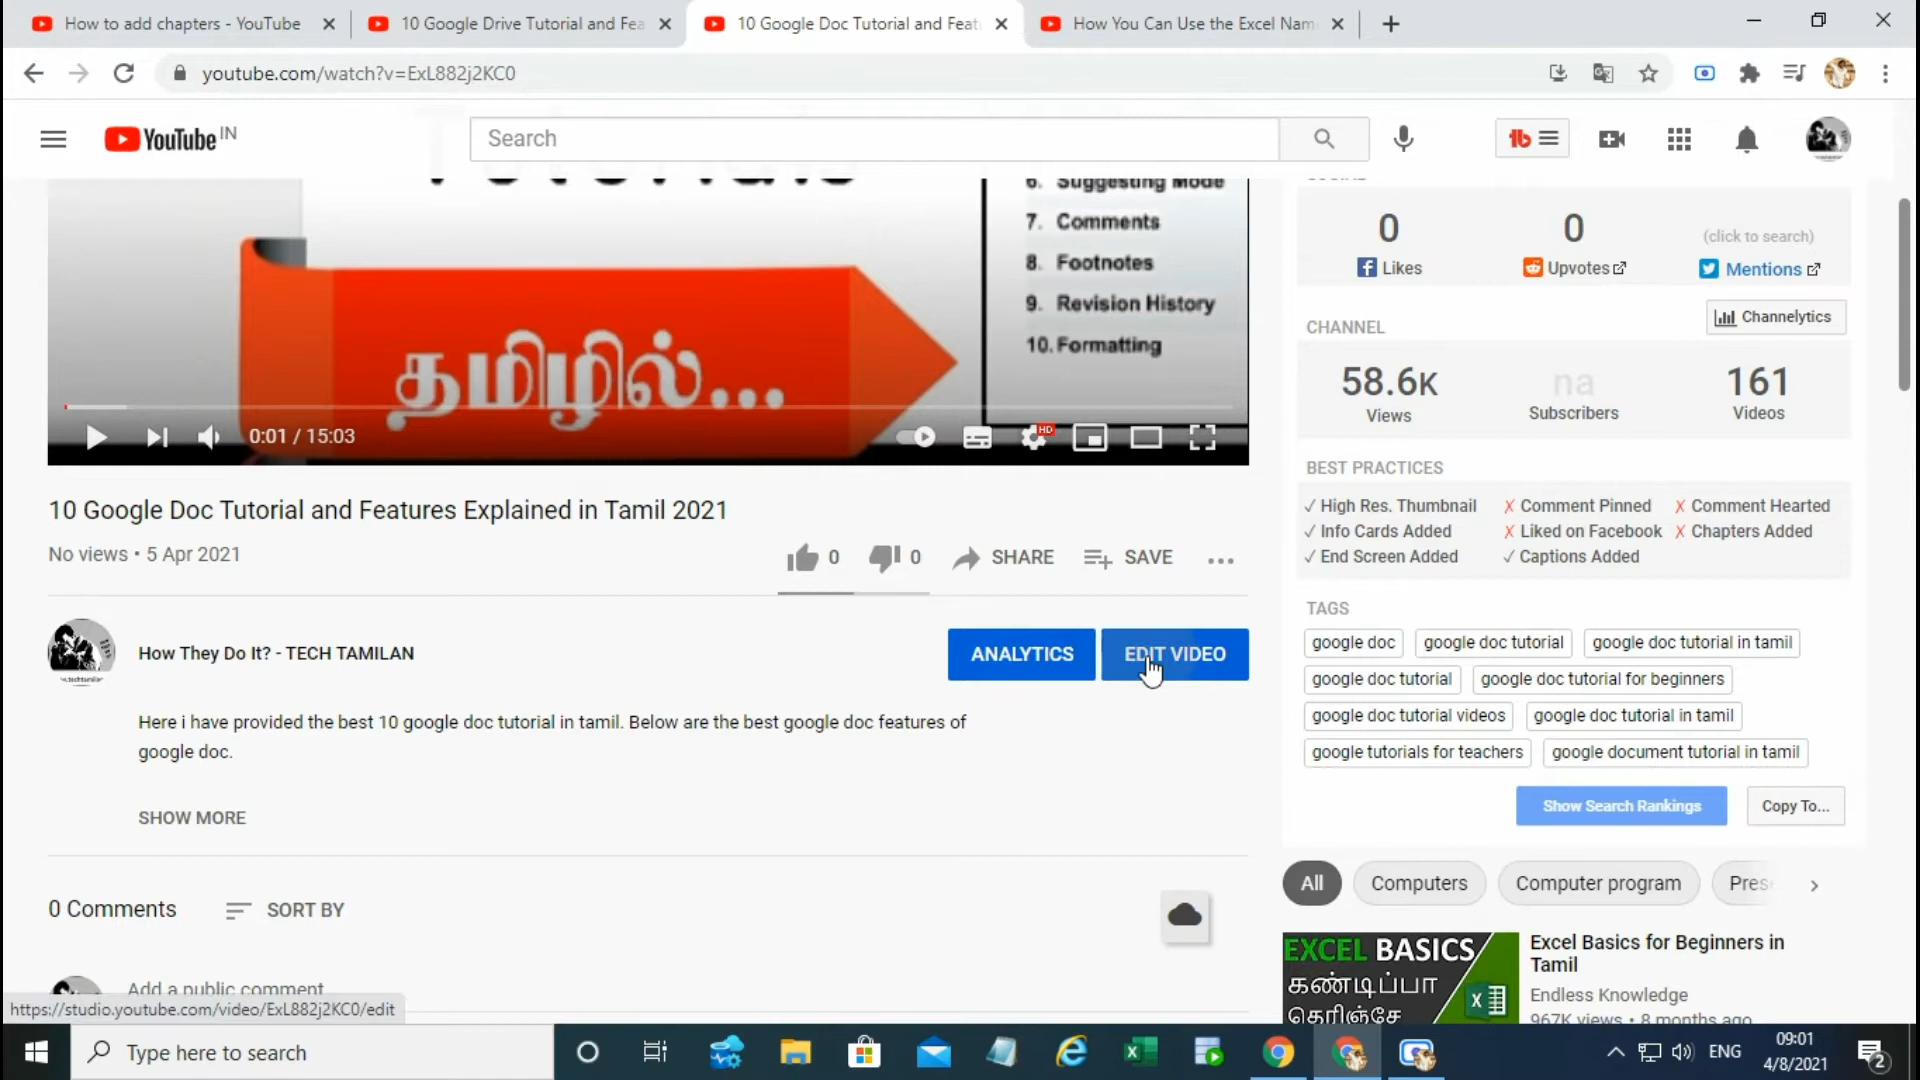 How to add chapters - YouTube
10 Google Drive Tutorial and Fea
10 Google Doc Tutorial and Feat
How You Can Use the Excel Nam
youtube.com/watch?v=ExL882j2KC0
YouTube IN
Search
6. Suggesting Mode
7. Comments
8. Footnotes
9. Revision History
10. Formatting
தமிழில்...
0:01 / 15:03
HD
10 Google Doc Tutorial and Features Explained in Tamil 2021
No views • 5 Apr 2021
0
0
SHARE
SAVE
How They Do It? - TECH TAMILAN
ANALYTICS
EDIT VIDEO
Here i have provided the best 10 google doc tutorial in tamil. Below are the best google doc features of
google doc.
SHOW MORE
0 Comments
SORT BY
Add a public comment
https://studio.youtube.com/video/ExL882j2KC0/edit
0
Likes
0
Upvotes
(click to search)
Mentions
CHANNEL
Channelytics
58.6K
Views
na
Subscribers
161
Videos
BEST PRACTICES
✓ High Res. Thumbnail ✗ Comment Pinned ✗ Comment Hearted
✓ Info Cards Added ✗ Liked on Facebook ✗ Chapters Added
✓ End Screen Added ✓ Captions Added
TAGS
google doc google doc tutorial google doc tutorial in tamil
google doc tutorial google doc tutorial for beginners
google doc tutorial videos google doc tutorial in tamil
google tutorials for teachers google document tutorial in tamil
Show Search Rankings
Copy To...
All
Computers
Computer program
Pres
EXCEL BASICS
கண்டிப்பா
தெரிஞ்சே
Excel Basics for Beginners in
Tamil
Endless Knowledge
967K views • 8 months ago
Type here to search
ENG
09:01
4/8/2021
2